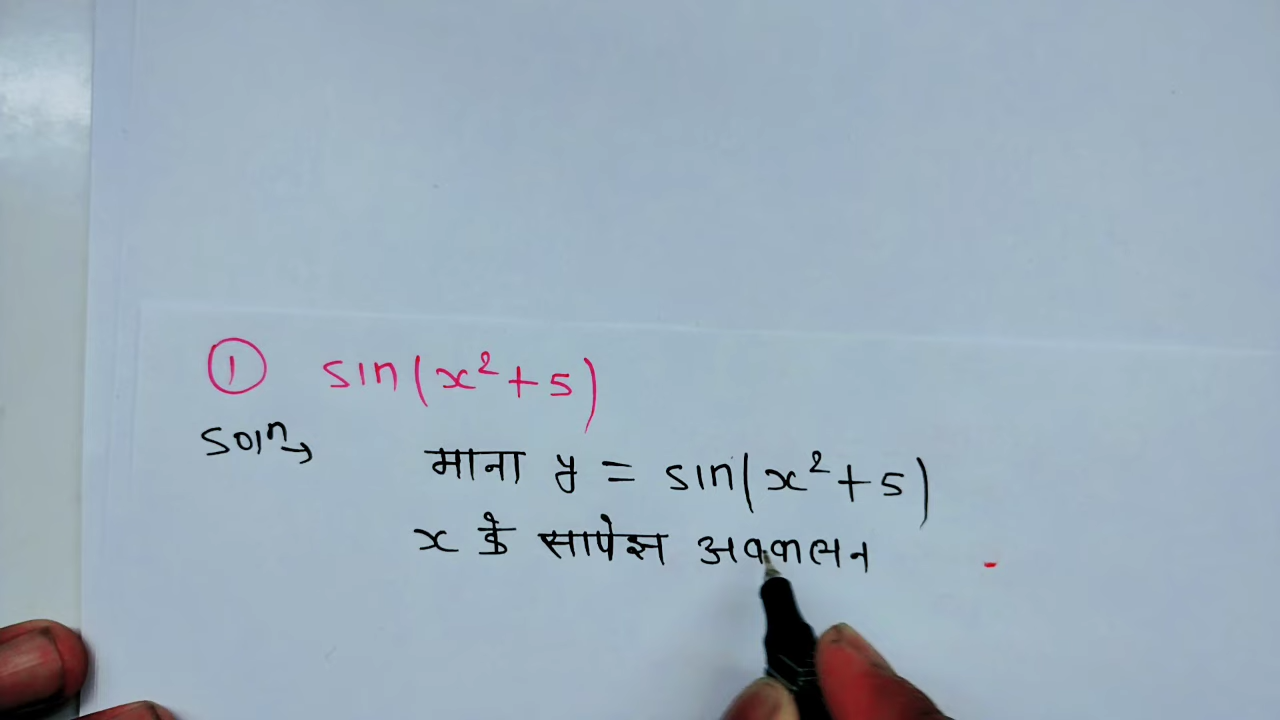 ① sin(x²+5)
Solⁿ→
माना y = sin(x²+5)
x के सापेक्ष अवकलन